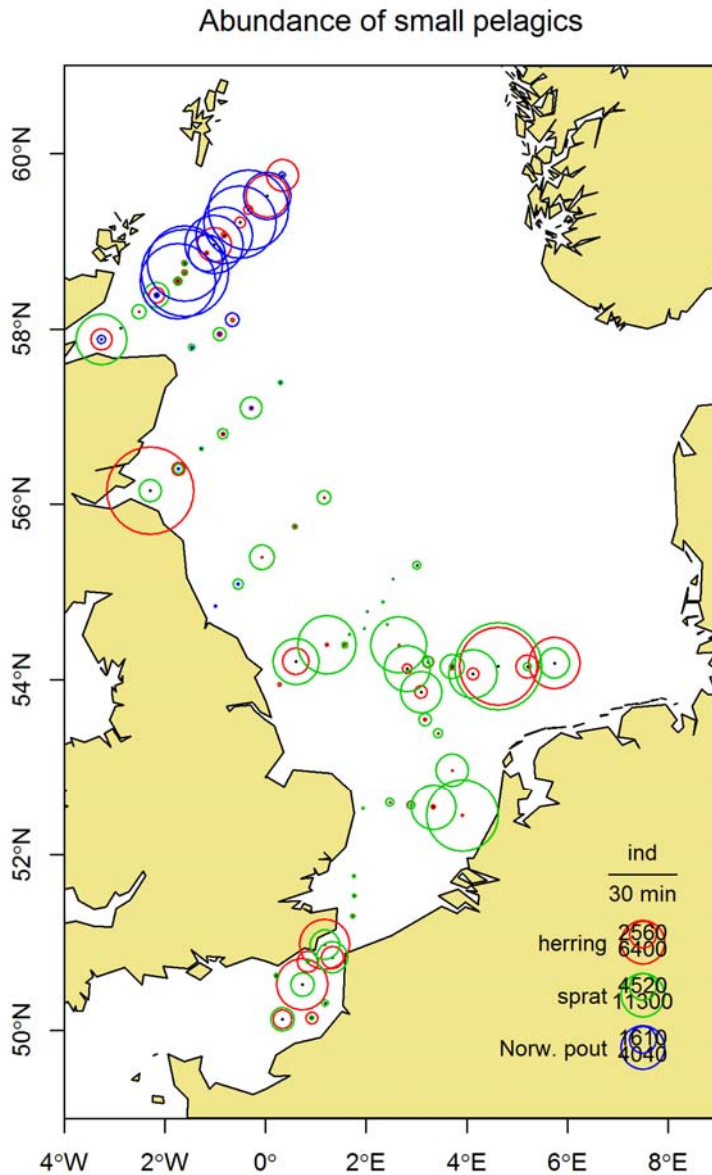 Abundance of small pelagics
60°N
58°N
56°N
54°N
52°N
50°N
ind
30 min
herring 2560
6400
sprat 4520
11300
Norw. pout 1610
4040
4°W 2°W 0° 2°E 4°E 6°E 8°E